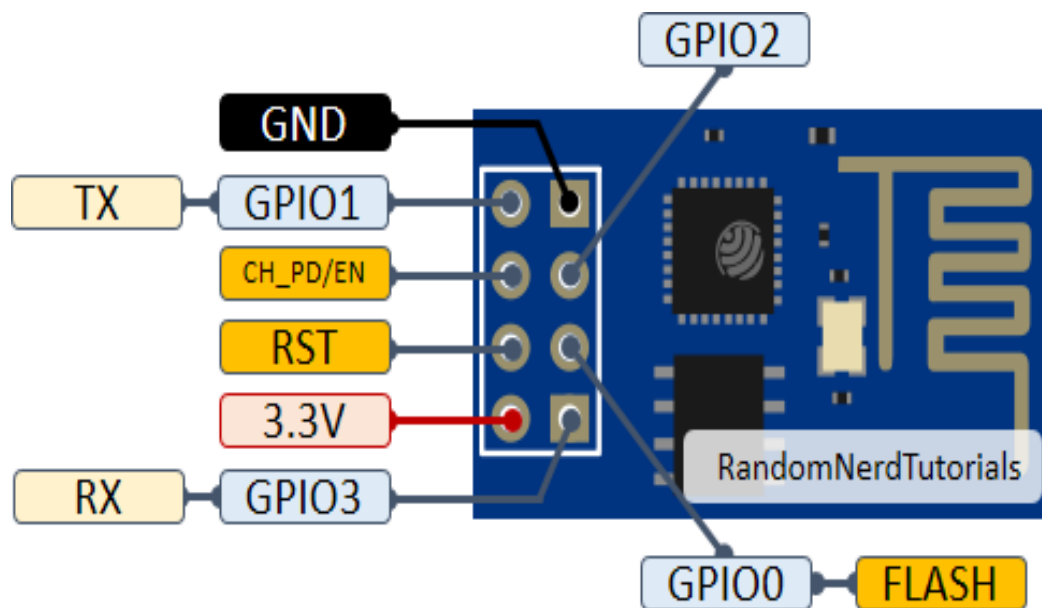 GPIO2
GND
TX GPIO1
CH_PD/EN
RST
3.3V
RX GPIO3
RandomNerdTutorials
GPIO0 FLASH